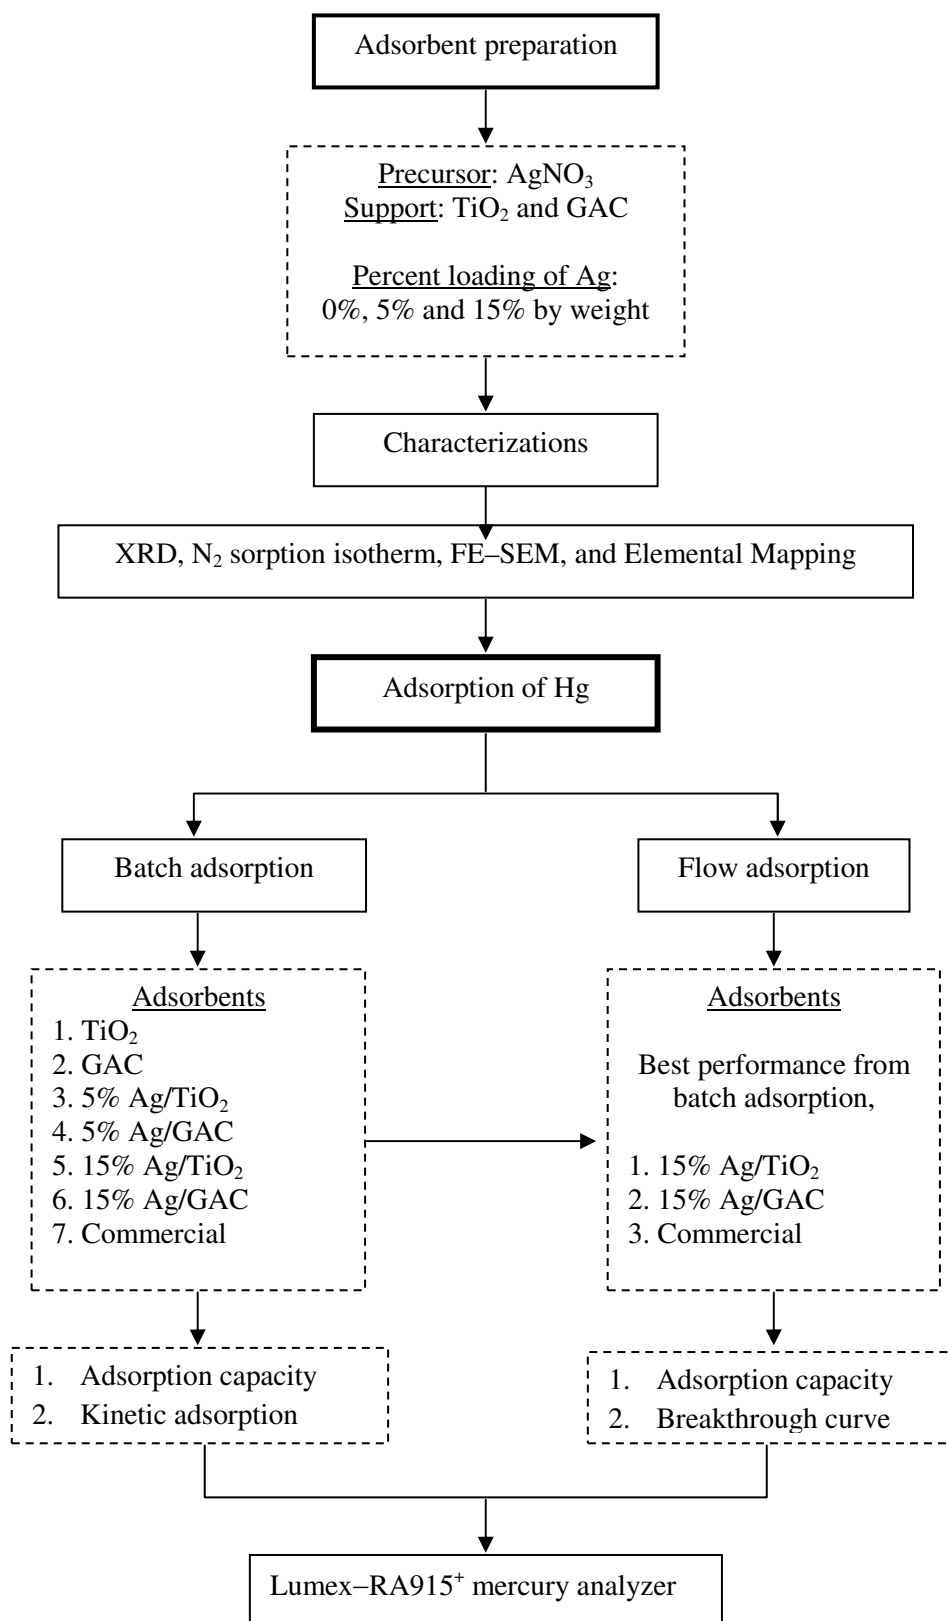 Adsorbent preparation
Precursor: AgNO₃
Support: TiO₂ and GAC
Percent loading of Ag:
0%, 5% and 15% by weight
Characterizations
XRD, N₂ sorption isotherm, FE–SEM, and Elemental Mapping
Adsorption of Hg
Batch adsorption
Flow adsorption
Adsorbents
1. TiO₂
2. GAC
3. 5% Ag/TiO₂
4. 5% Ag/GAC
5. 15% Ag/TiO₂
6. 15% Ag/GAC
7. Commercial
Adsorbents
Best performance from
batch adsorption,
1. 15% Ag/TiO₂
2. 15% Ag/GAC
3. Commercial
1. Adsorption capacity
2. Kinetic adsorption
1. Adsorption capacity
2. Breakthrough curve
Lumex–RA915⁺ mercury analyzer